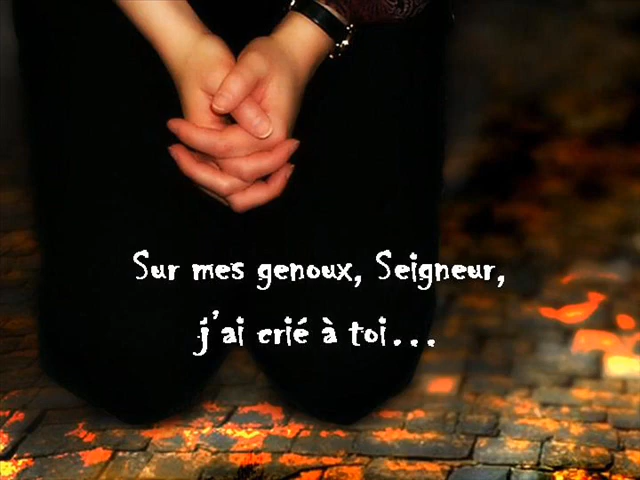 Sur mes genoux, Seigneur,
j'ai crié à toi...